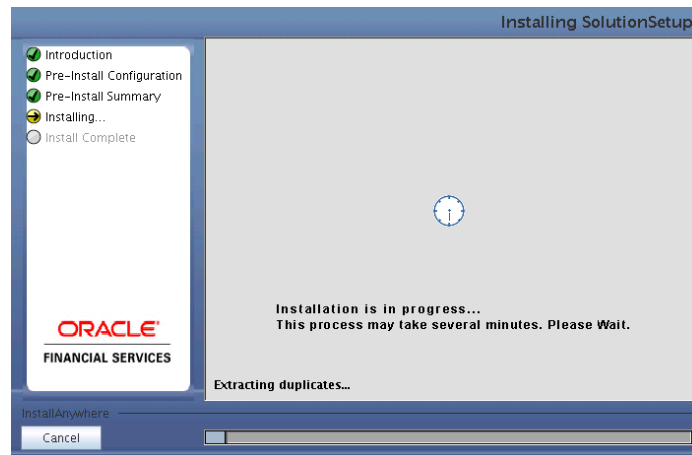 Installing SolutionSetup
Introduction
Pre-Install Configuration
Pre-Install Summary
Installing...
Install Complete
Installation is in progress...
This process may take several minutes. Please Wait.
ORACLE
FINANCIAL SERVICES
Extracting duplicates...
InstallAnywhere
Cancel